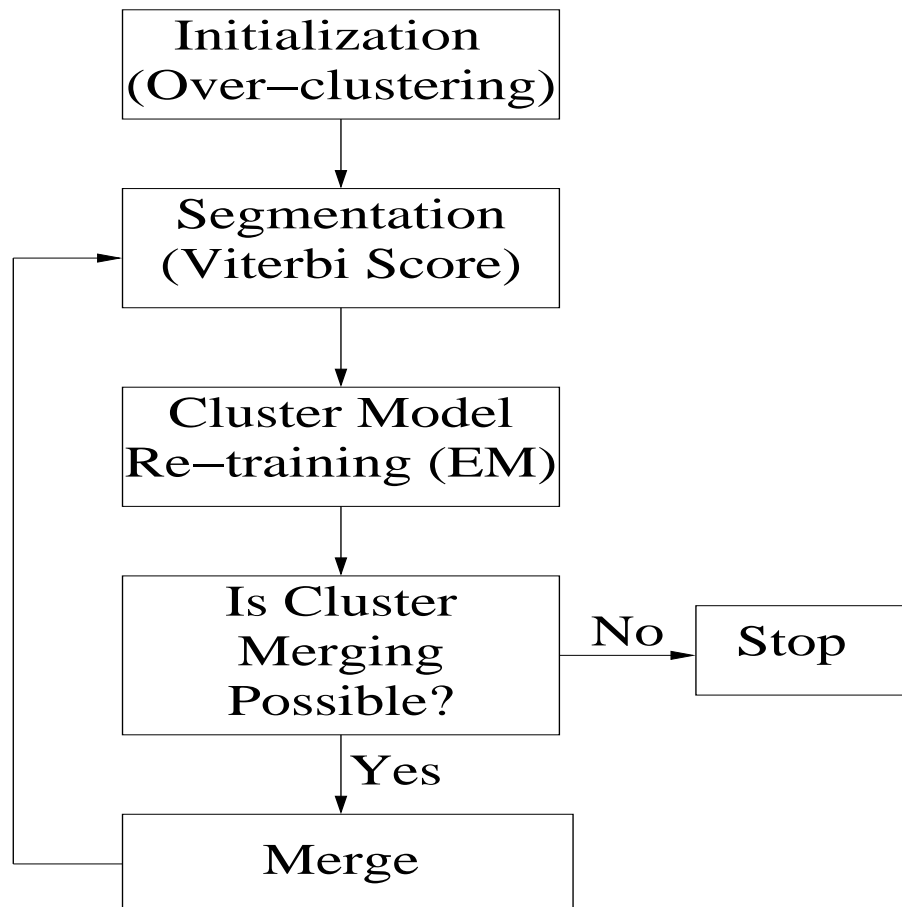 Initialization
(Over−clustering)
Segmentation
(Viterbi Score)
Cluster Model
Re−training (EM)
Is Cluster
Merging
Possible?
No
Stop
Yes
Merge